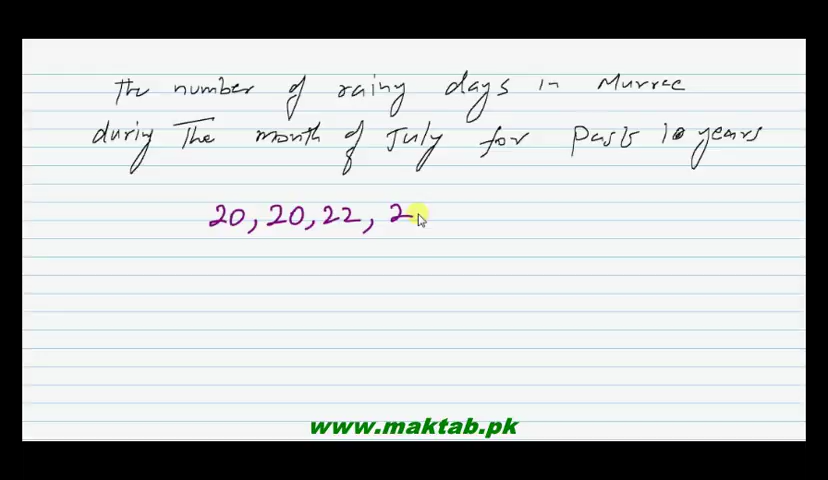 The number of rainy days in Murree
during The month of July for Past 10 years
20, 20, 22, 2
www.maktab.pk